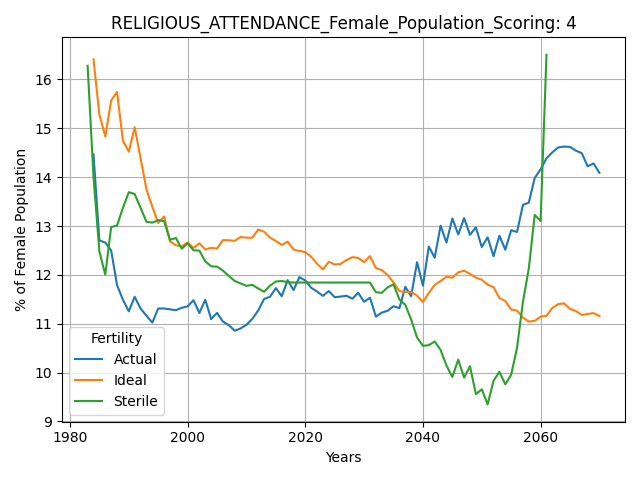 RELIGIOUS_ATTENDANCE_Female_Population_Scoring: 4
% of Female Population
16
15
14
13
12
11
10
9
Fertility
Actual
Ideal
Sterile
1980
2000
2020
2040
2060
Years